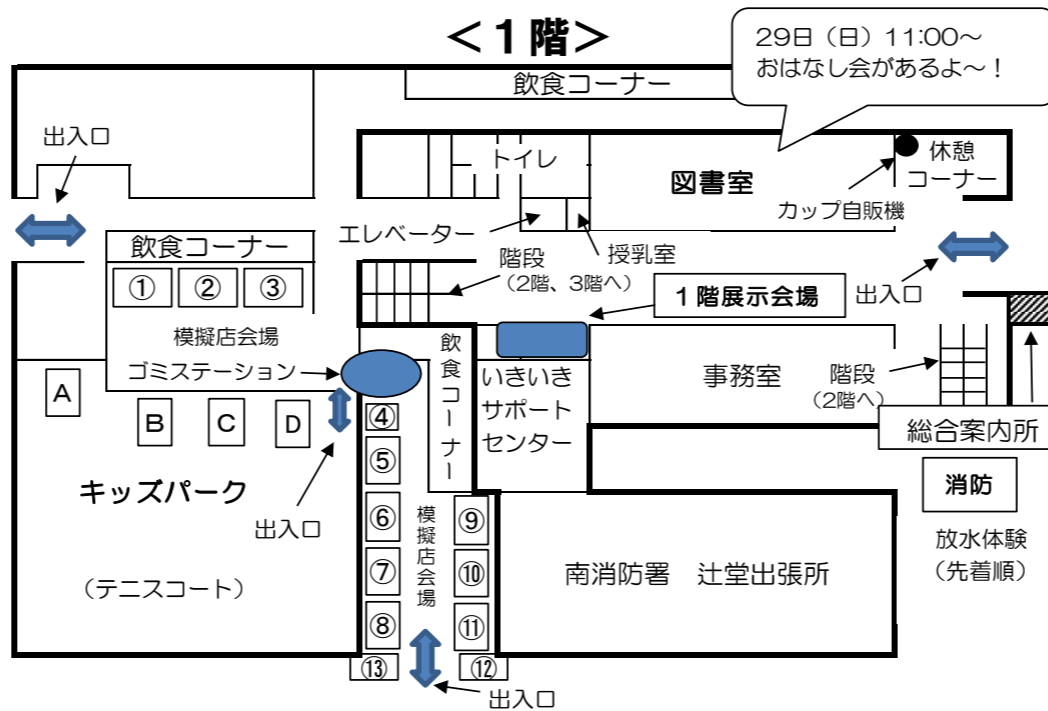 ＜１階＞
29日（日）11:00～
おはなし会があるよ～！
飲食コーナー
出入口
トイレ
図書室
休憩
コーナー
カップ自販機
エレベーター
授乳室
飲食コーナー
①
②
③
階段
（2階、3階へ）
１階展示会場
出入口
模擬店会場
ゴミステーション
飲食コーナー
いきいき
サポート
センター
事務室
階段
（2階へ）
A
B
C
D
④
⑤
⑥
⑦
⑧
総合案内所
キッズパーク
出入口
消防
模擬店会場
⑨
⑩
⑪
放水体験
（先着順）
（テニスコート）
南消防署　辻堂出張所
⑬
⑫
出入口